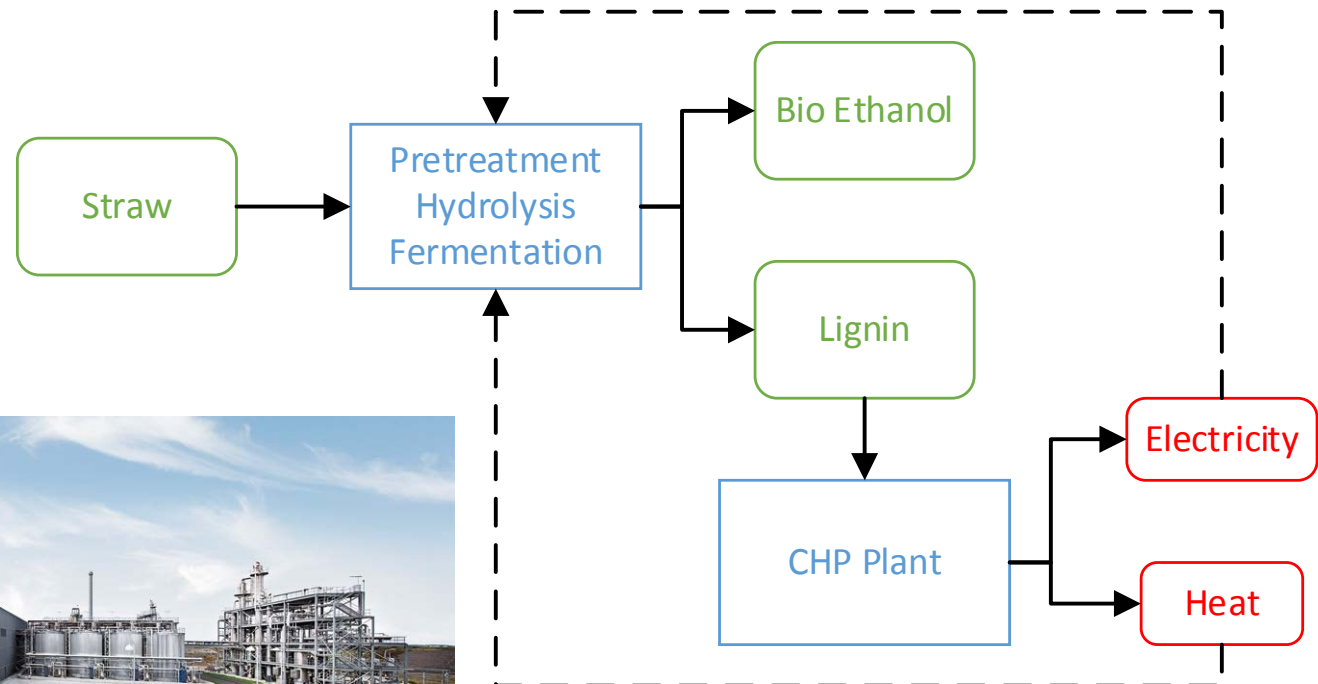 Straw
Pretreatment
Hydrolysis
Fermentation
Bio Ethanol
Lignin
CHP Plant
Electricity
Heat